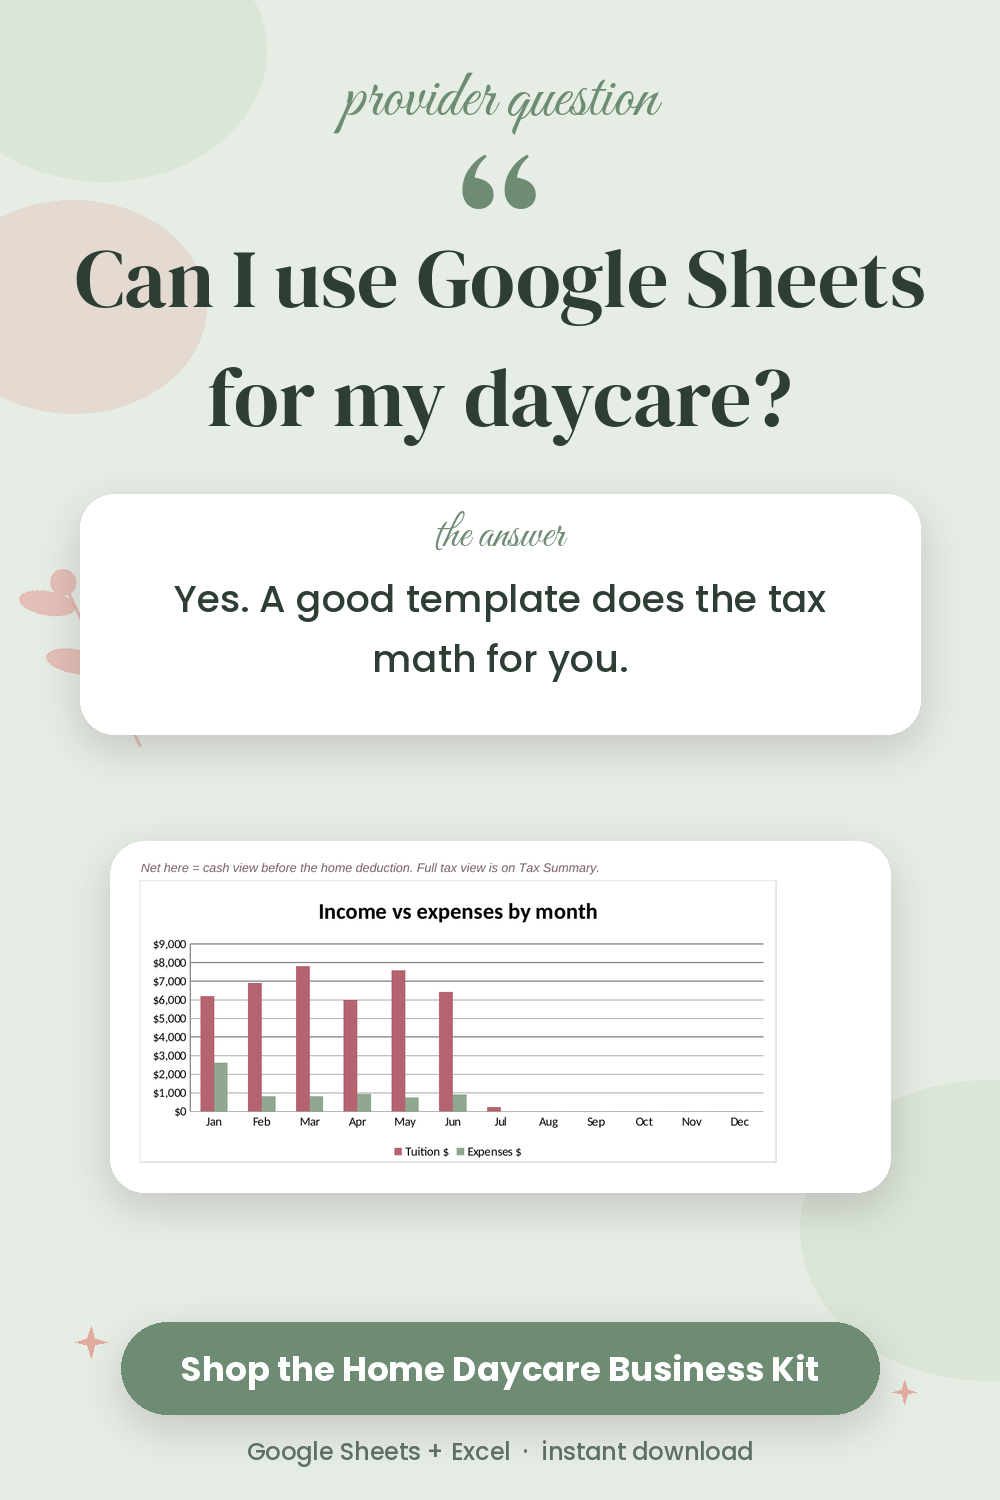 provider question
“
Can I use Google Sheets
for my daycare?
the answer
Yes. A good template does the tax
math for you.
Net here = cash view before the home deduction. Full tax view is on Tax Summary.
Income vs expenses by month
$9,000
$8,000
$7,000
$6,000
$5,000
$4,000
$3,000
$2,000
$1,000
$0
Jan Feb Mar Apr May Jun Jul Aug Sep Oct Nov Dec
Tuition $ Expenses $
Shop the Home Daycare Business Kit
Google Sheets + Excel · instant download